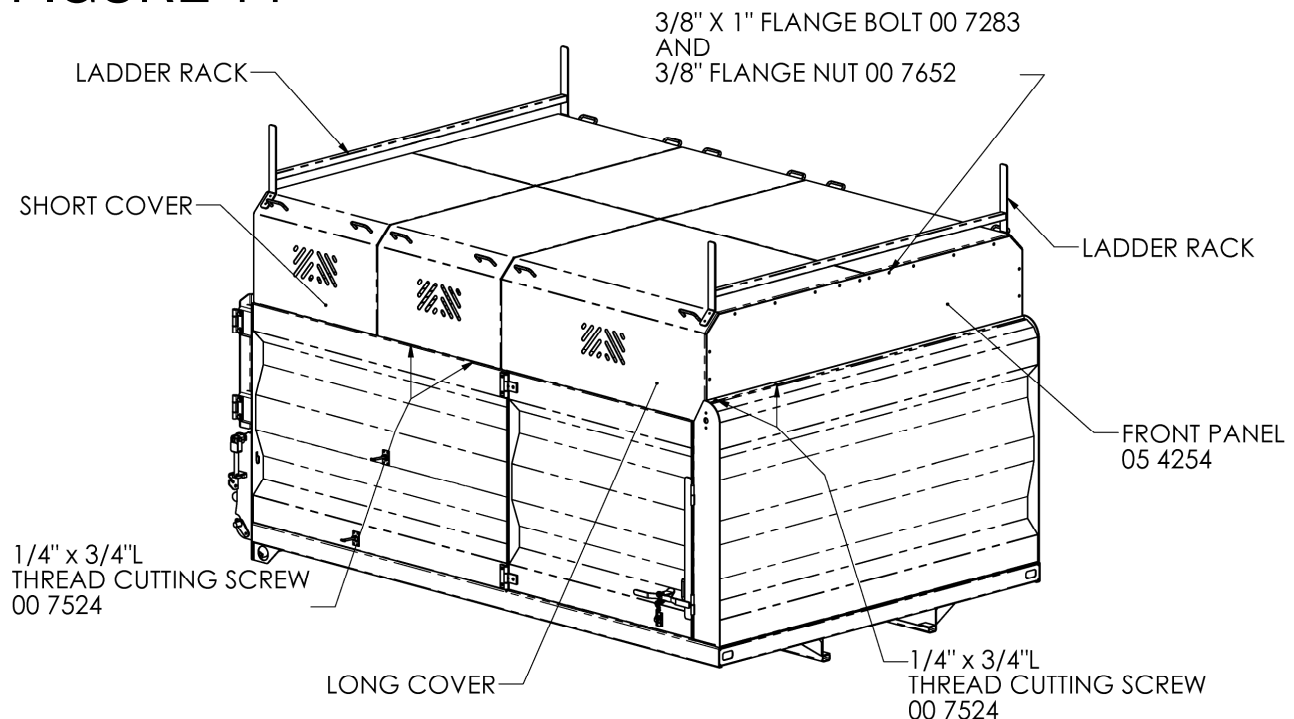 3/8" X 1" FLANGE BOLT 00 7283
AND
3/8" FLANGE NUT 00 7652
LADDER RACK
SHORT COVER
LADDER RACK
FRONT PANEL
05 4254
1/4" x 3/4"L
THREAD CUTTING SCREW
00 7524
LONG COVER
1/4" x 3/4"L
THREAD CUTTING SCREW
00 7524